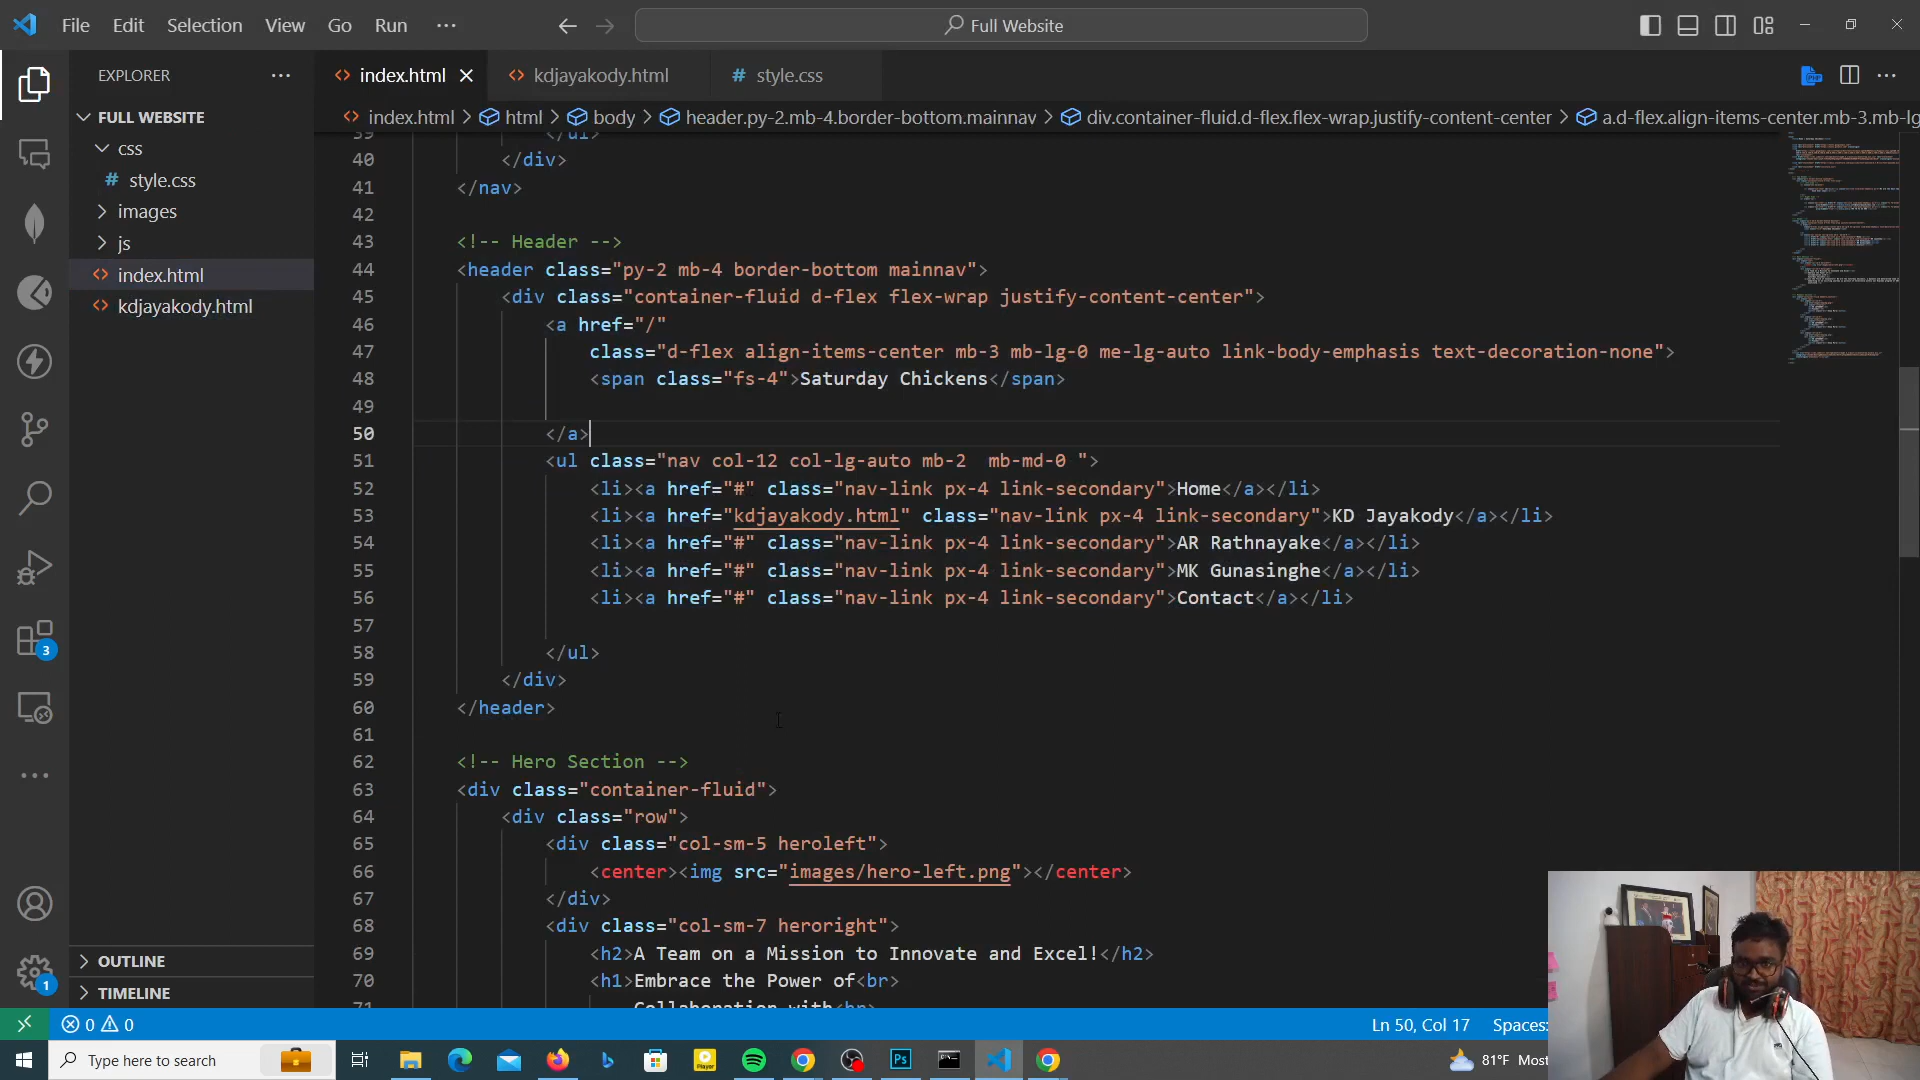 File Edit Selection View Go Run ···
Full Website
EXPLORER
index.html
kdjayakody.html
# style.css
FULL WEBSITE
css
# style.css
images
js
index.html
kdjayakody.html
OUTLINE
TIMELINE
index.html > html > body > header.py-2.mb-4.border-bottom.mainnav > div.container-fluid.d-flex.flex-wrap.justify-content-center > a.d-flex.align-items-center.mb-3.mb-lg
39 </ul>
40 </div>
41 </nav>
42
43 <!-- Header -->
44 <header class="py-2 mb-4 border-bottom mainnav">
45 <div class="container-fluid d-flex flex-wrap justify-content-center">
46 <a href="/"
47 class="d-flex align-items-center mb-3 mb-lg-0 me-lg-auto link-body-emphasis text-decoration-none">
48 <span class="fs-4">Saturday Chickens</span>
49
50 </a>
51 <ul class="nav col-12 col-lg-auto mb-2  mb-md-0 ">
52 <li><a href="#" class="nav-link px-4 link-secondary">Home</a></li>
53 <li><a href="kdjayakody.html" class="nav-link px-4 link-secondary">KD Jayakody</a></li>
54 <li><a href="#" class="nav-link px-4 link-secondary">AR Rathnayake</a></li>
55 <li><a href="#" class="nav-link px-4 link-secondary">MK Gunasinghe</a></li>
56 <li><a href="#" class="nav-link px-4 link-secondary">Contact</a></li>
57
58 </ul>
59 </div>
60 </header>
61
62 <!-- Hero Section -->
63 <div class="container-fluid">
64 <div class="row">
65 <div class="col-sm-5 heroleft">
66 <center><img src="images/hero-left.png"></center>
67 </div>
68 <div class="col-sm-7 heroright">
69 <h2>A Team on a Mission to Innovate and Excel!</h2>
70 <h1>Embrace the Power of<br>
71 Collaboration with<br>
3
1
0 0
Ln 50, Col 17
Spaces:
Type here to search
Player
Ps
81°F Most